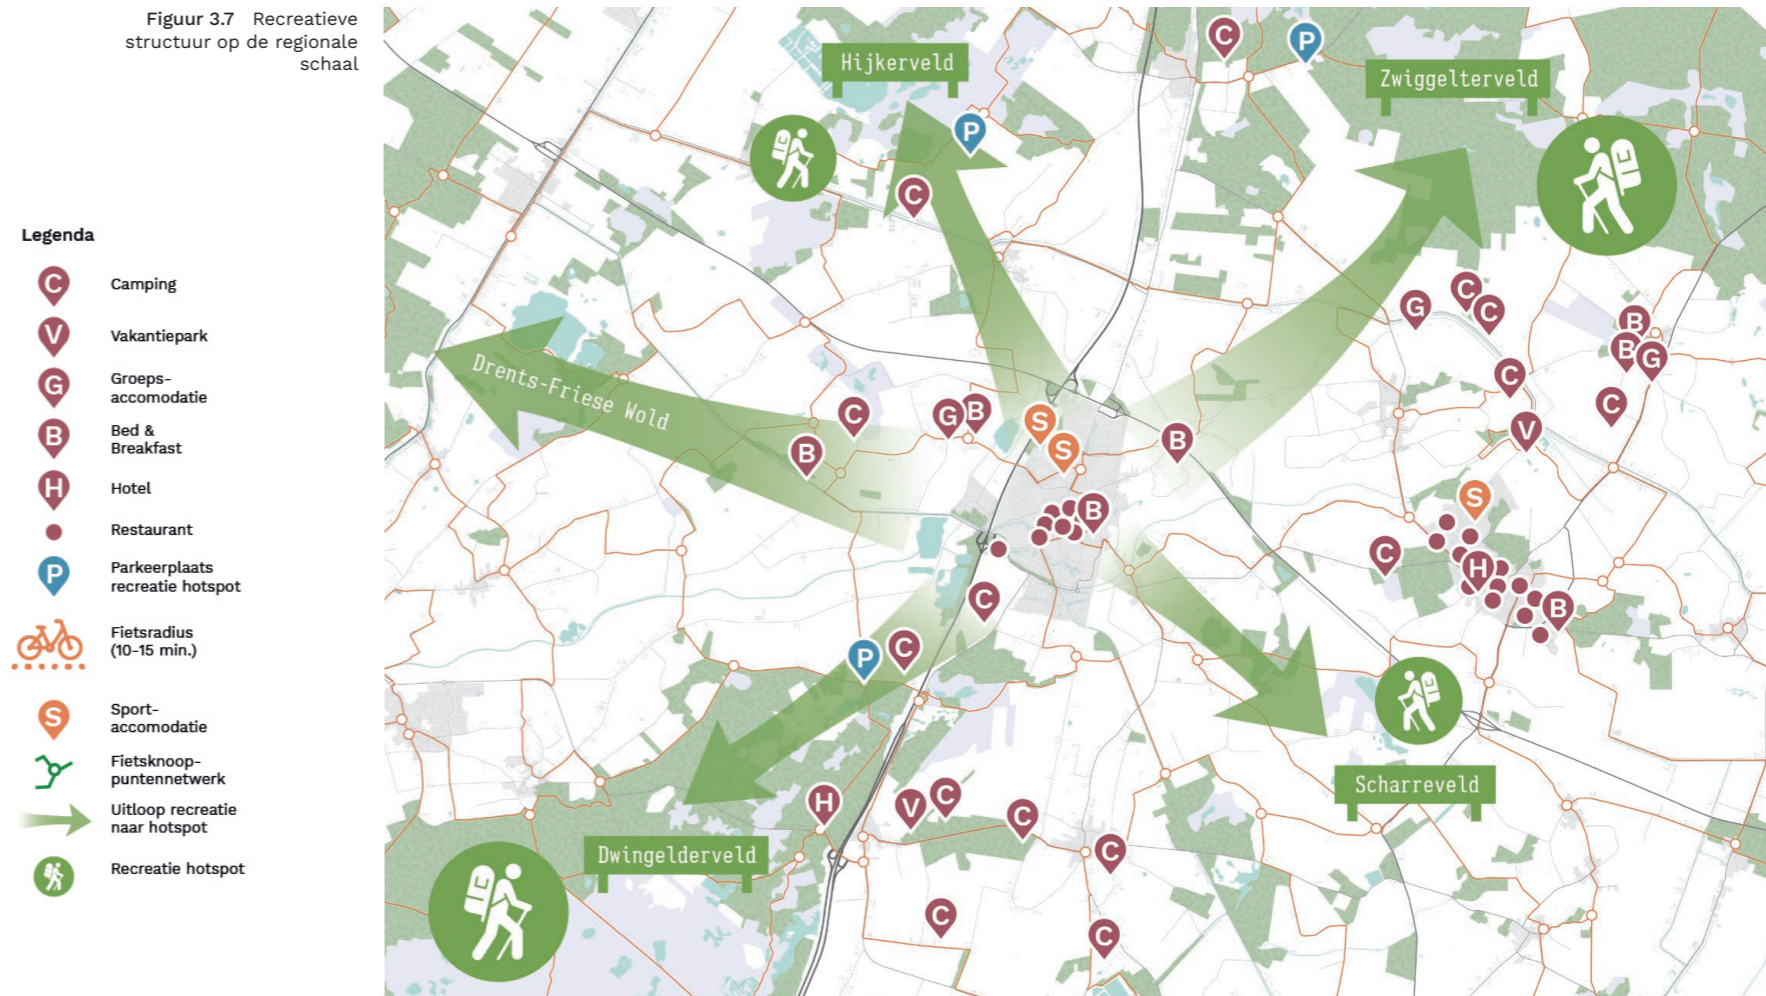 Figuur 3.7 Recreatieve
structuur op de regionale
schaal
Legenda
C Camping
V Vakantiepark
G Groeps-
accomodatie
B Bed &
Breakfast
H Hotel
Restaurant
P Parkeerplaats
recreatie hotspot
Fietsradius
(10-15 min.)
S Sport-
accomodatie
Fietsknoop-
puntennetwerk
Uitloop recreatie
naar hotspot
Recreatie hotspot
C
P
Hijkerveld
Zwiggelterveld
P
C
C
G
C
B
B
G
Drents-Friese Wold
C
C
C
G
B
S
V
B
B
S
S
B
C
H
C
B
P
C
Scharreveld
H
V
C
C
Dwingelderveld
C
C
C